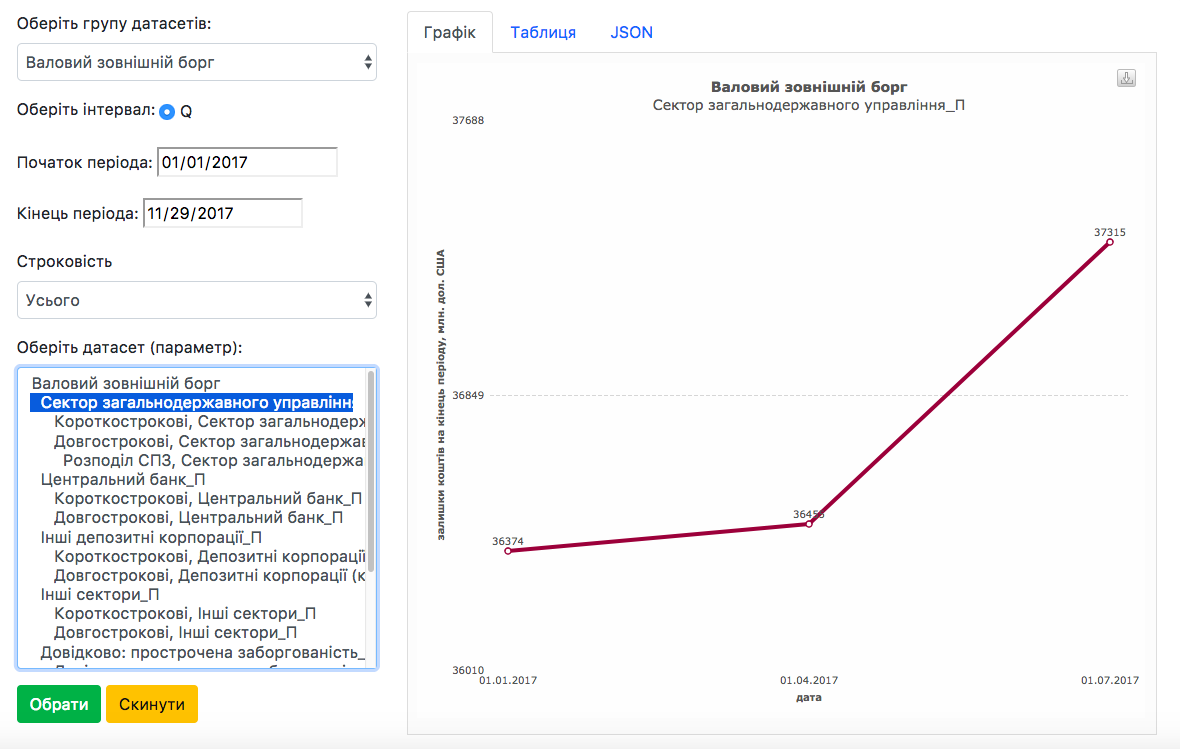 Оберіть групу датасетів:
Валовий зовнішній борг
Оберіть інтервал: Q
Початок періода: 01/01/2017
Кінець періода: 11/29/2017
Строковість
Усього
Оберіть датасет (параметр):
Валовий зовнішній борг
Сектор загальнодержавного управлінн
Короткострокові, Сектор загальнодерж
Довгострокові, Сектор загальнодержав
Розподіл СПЗ, Сектор загальнодержа
Центральний банк_П
Короткострокові, Центральний банк_П
Довгострокові, Центральний банк_П
Інші депозитні корпорації_П
Короткострокові, Депозитні корпорації
Довгострокові, Депозитні корпорації (к
Інші сектори_П
Короткострокові, Інші сектори_П
Довгострокові, Інші сектори_П
Довідково: прострочена заборгованість_
Обрати Скинути
Графік Таблиця JSON
Валовий зовнішній борг
Сектор загальнодержавного управління_П
37688
37315
залишки коштів на кінець періоду, млн. дол. США
36849
36374
36010
01.01.2017 01.04.2017 01.07.2017
дата